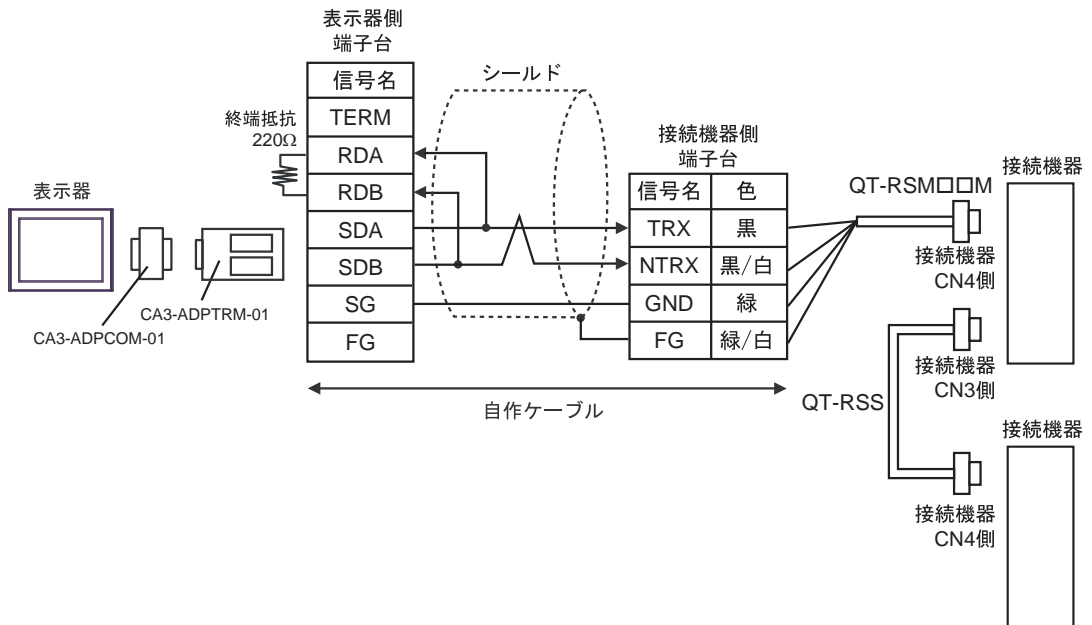 表示器側
端子台
信号名
TERM
RDA
RDB
SDA
SDB
SG
FG
終端抵抗
220Ω
シールド
表示器
CA3-ADPCOM-01
CA3-ADPTRM-01
接続機器側
端子台
信号名 色
TRX 黒
NTRX 黒/白
GND 緑
FG 緑/白
自作ケーブル
QT-RSM□□M
接続機器
接続機器
CN4側
接続機器
CN3側
QT-RSS
接続機器
接続機器
CN4側